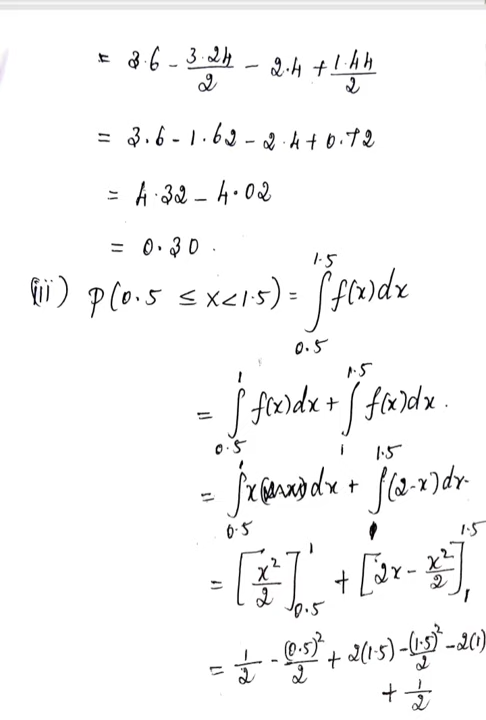 = 3.6 - 3.24/2 - 2.4 + 1.44/2
= 3.6 - 1.62 - 2.4 + 0.72
= 4.32 - 4.02
= 0.30.
(ii) P(0.5 ≤ x < 1.5) = ∫_{0.5}^{1.5} f(x)dx
= ∫_{0.5}^{1} f(x)dx + ∫_{1}^{1.5} f(x)dx.
= ∫_{0.5}^{1} x dx + ∫_{1}^{1.5} (2-x)dx.
= [x²/2]_{0.5}^{1} + [2x - x²/2]_{1}^{1.5}
= 1/2 - (0.5)²/2 + 2(1.5) - (1.5)²/2 - 2(1)
+ 1/2